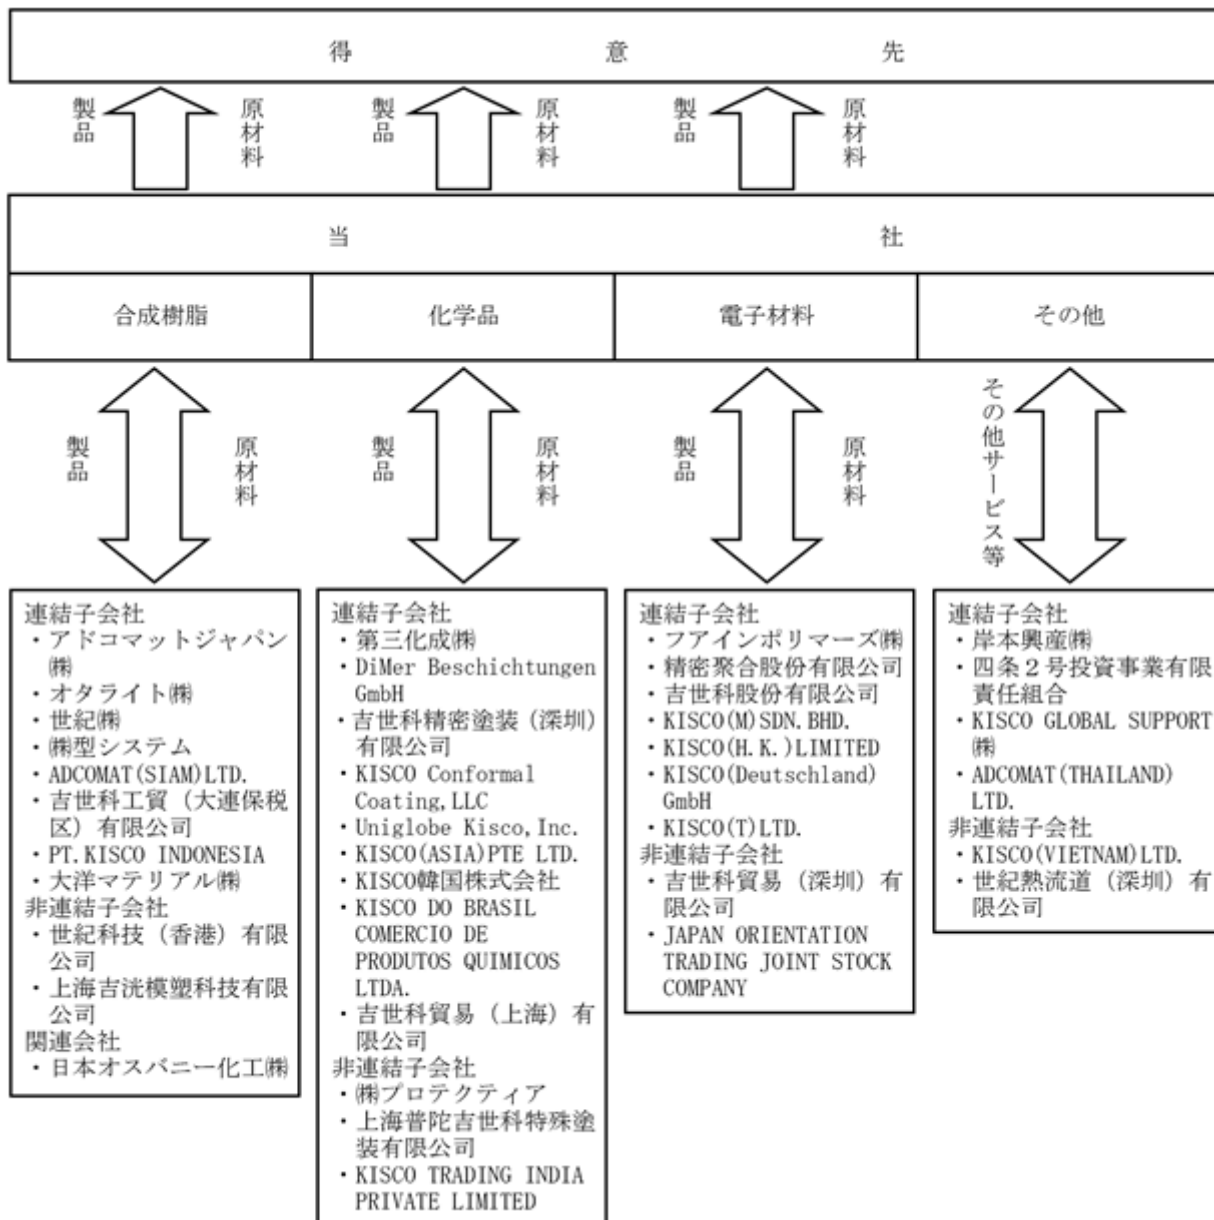 得意先
製品
原材料
製品
原材料
製品
原材料
当社
合成樹脂
化学品
電子材料
その他
製品
原材料
製品
原材料
製品
原材料
その他サービス等
連結子会社
・アドコマットジャパン
㈱
・オタライト㈱
・世紀㈱
・㈱型システム
・ADCOMAT(SIAM)LTD.
・吉世科工貿（大連保税
区）有限公司
・PT.KISCO INDONESIA
・大洋マテリアル㈱
非連結子会社
・世紀科技（香港）有限
公司
・上海吉洸模塑科技有限
公司
関連会社
・日本オスバニー化工㈱
連結子会社
・第三化成㈱
・DiMer Beschichtungen
GmbH
・吉世科精密塗装（深圳）
有限公司
・KISCO Conformal
Coating,LLC
・Uniglobe Kisco,Inc.
・KISCO(ASIA)PTE LTD.
・KISCO韓国株式会社
・KISCO DO BRASIL
COMERCIO DE
PRODUTOS QUIMICOS
LTDA.
・吉世科貿易（上海）有
限公司
非連結子会社
・㈱プロテクティア
・上海普陀吉世科特殊塗
装有限公司
・KISCO TRADING INDIA
PRIVATE LIMITED
連結子会社
・フアインポリマーズ㈱
・精密聚合股份有限公司
・吉世科股份有限公司
・KISCO(M)SDN.BHD.
・KISCO(H.K.)LIMITED
・KISCO(Deutschland)
GmbH
・KISCO(T)LTD.
非連結子会社
・吉世科貿易（深圳）有
限公司
・JAPAN ORIENTATION
TRADING JOINT STOCK
COMPANY
連結子会社
・岸本興産㈱
・四条２号投資事業有限
責任組合
・KISCO GLOBAL SUPPORT
㈱
・ADCOMAT(THAILAND)
LTD.
非連結子会社
・KISCO(VIETNAM)LTD.
・世紀熱流道（深圳）有
限公司